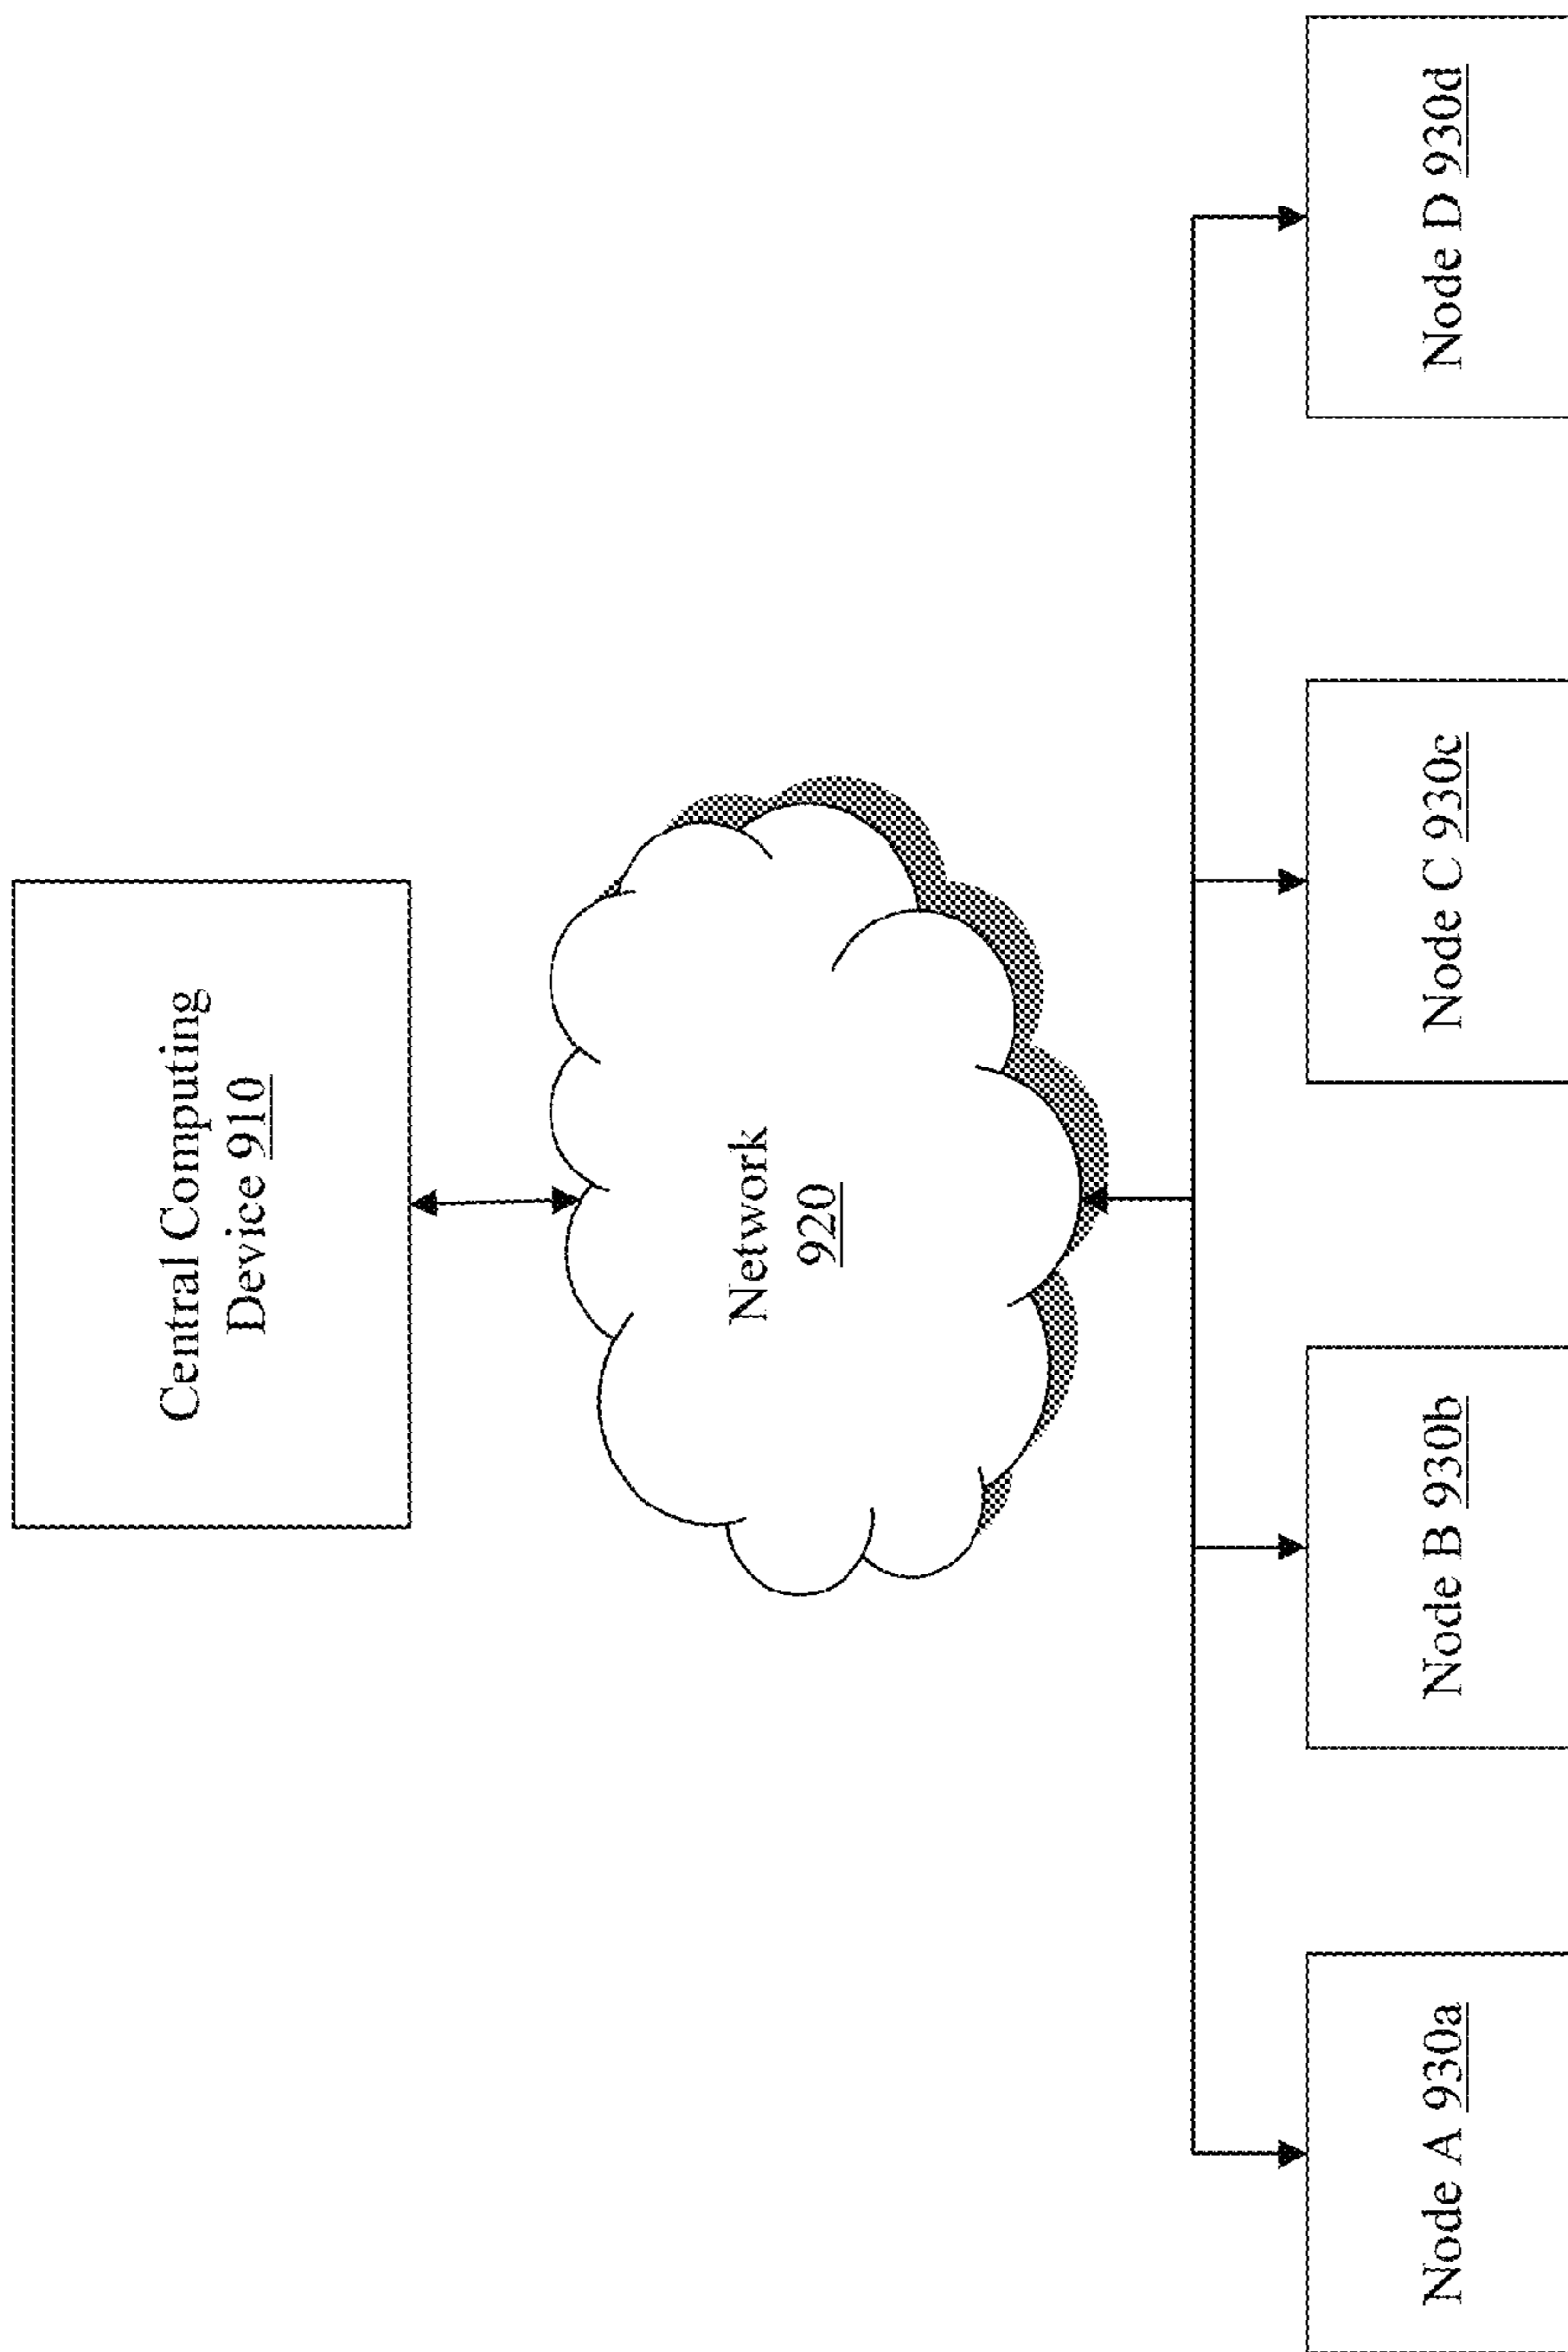 Central Computing
Device 910
Network
920
Node A 930a
Node B 930b
Node C 930c
Node D 930d